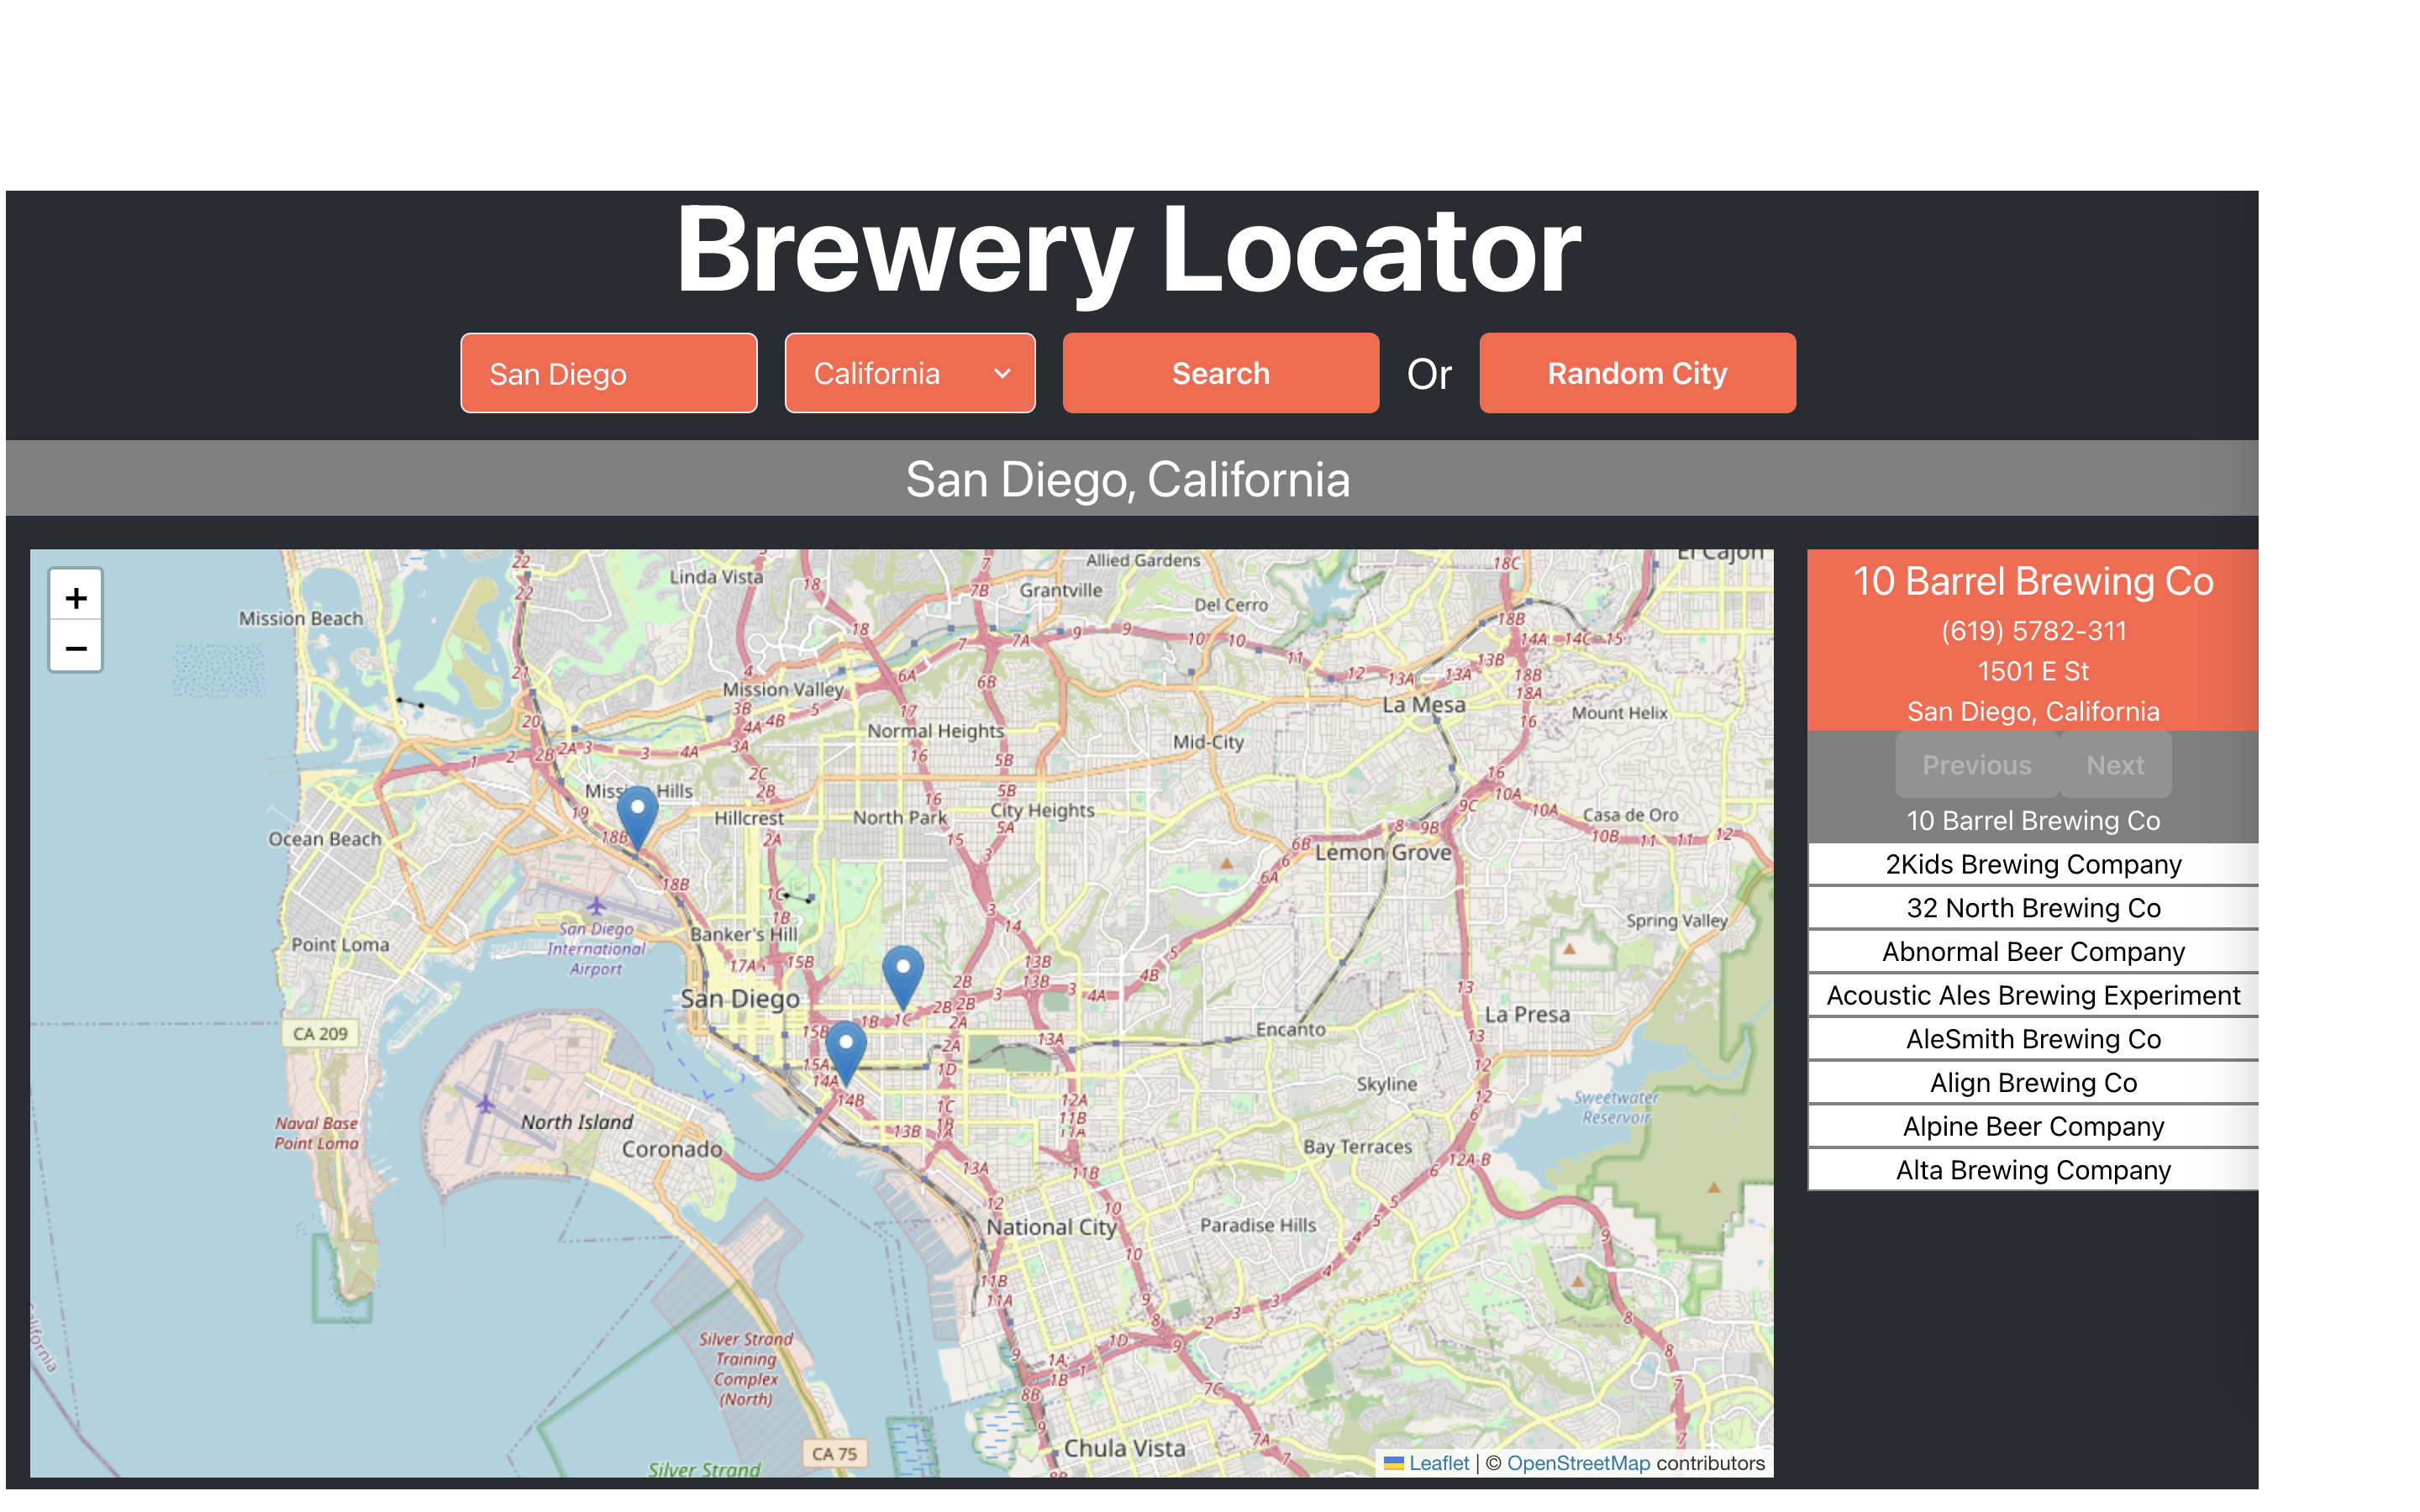 Brewery Locator
San Diego
California
Search
Or
Random City
San Diego, California
+
−
Mission Beach
Linda Vista
Allied Gardens
Grantville
Del Cerro
El Cajon
Mission Valley
Normal Heights
Mid-City
La Mesa
Mount Helix
Hillcrest
North Park
City Heights
Casa de Oro
Ocean Beach
Lemon Grove
Point Loma
San Diego
International
Airport
Banker's Hill
Spring Valley
San Diego
La Presa
Encanto
CA 209
Skyline
Sweetwater
Reservoir
Naval Base
Point Loma
North Island
Coronado
Bay Terraces
National City
Paradise Hills
Silver Strand
Training
Complex
(North)
California
CA 75
Chula Vista
Silver Strand
Leaflet | © OpenStreetMap contributors
10 Barrel Brewing Co
(619) 5782-311
1501 E St
San Diego, California
Previous
Next
10 Barrel Brewing Co
2Kids Brewing Company
32 North Brewing Co
Abnormal Beer Company
Acoustic Ales Brewing Experiment
AleSmith Brewing Co
Align Brewing Co
Alpine Beer Company
Alta Brewing Company